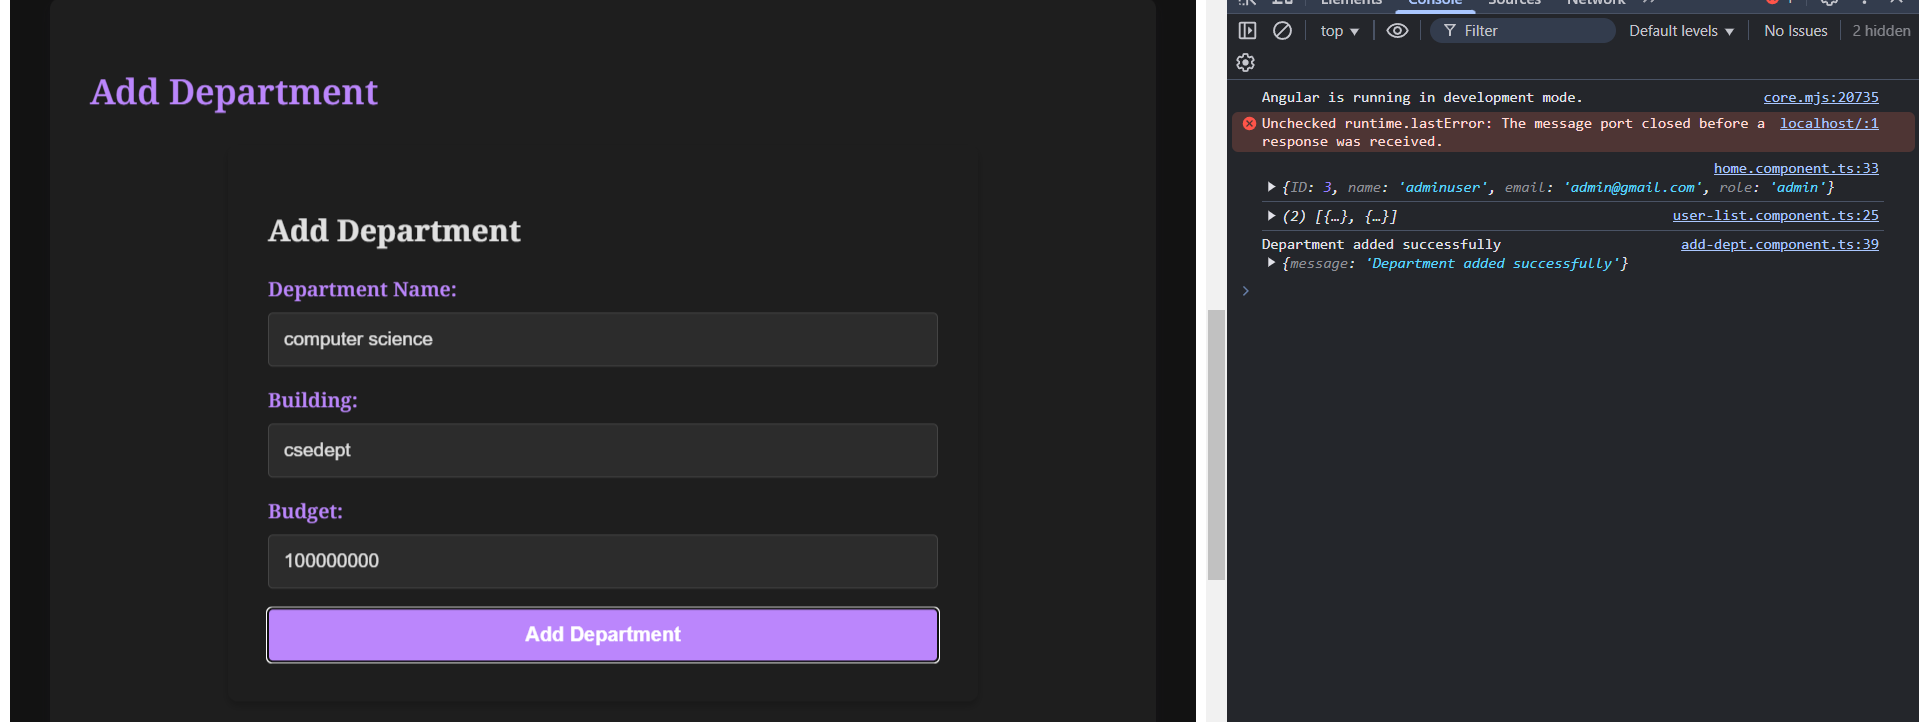 Add Department
Add Department
Department Name:
computer science
Building:
csedept
Budget:
100000000
Add Department
Elements Console Sources Network
top Filter Default levels No Issues 2 hidden
Angular is running in development mode. core.mjs:20735
Unchecked runtime.lastError: The message port closed before a localhost/:1
response was received.
home.component.ts:33
{ID: 3, name: 'adminuser', email: 'admin@gmail.com', role: 'admin'}
(2) [{…}, {…}] user-list.component.ts:25
Department added successfully add-dept.component.ts:39
{message: 'Department added successfully'}